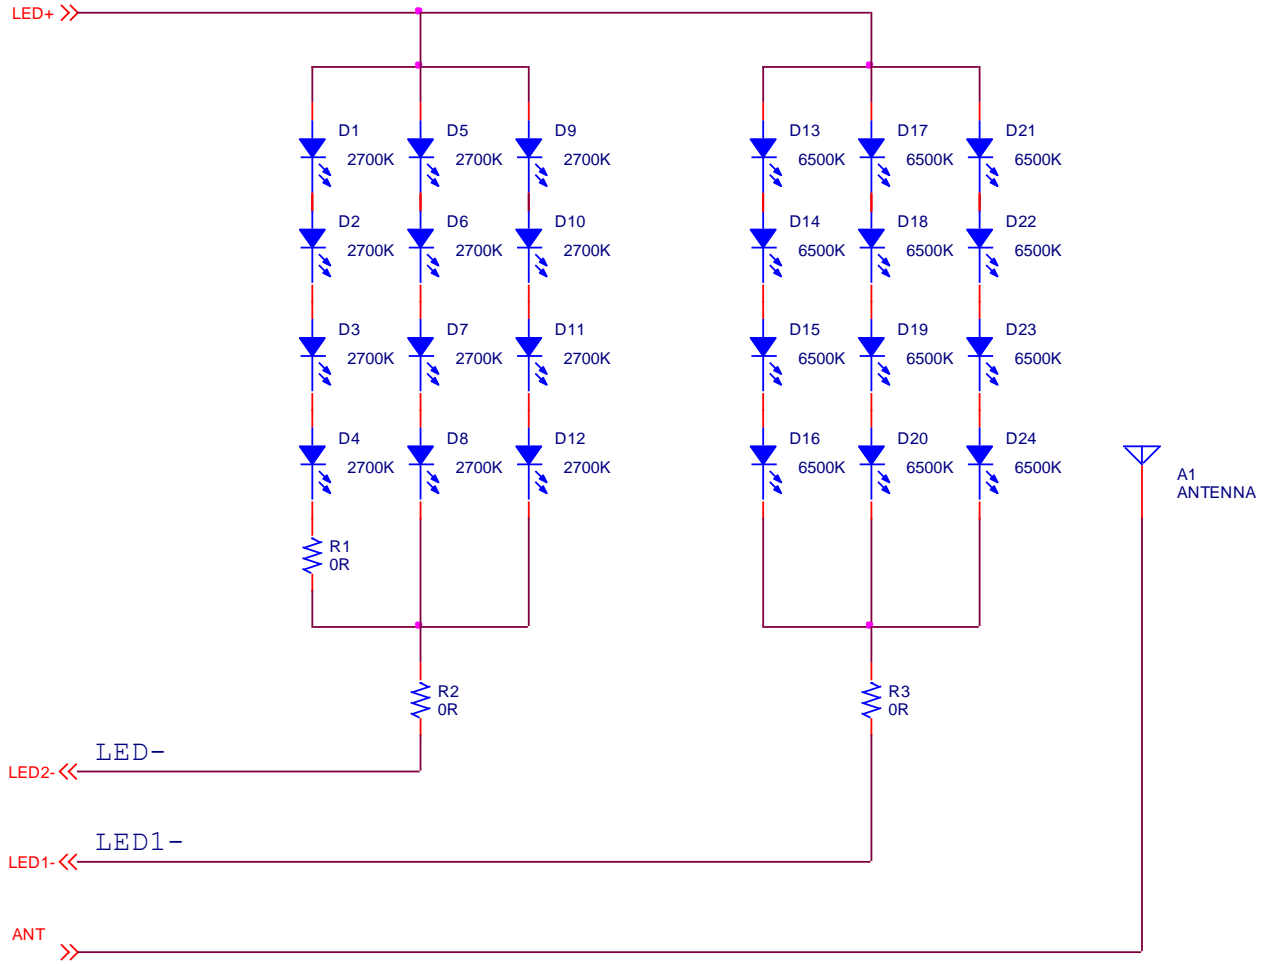 LED+
D1
2700K
D5
2700K
D9
2700K
D13
6500K
D17
6500K
D21
6500K
D2
2700K
D6
2700K
D10
2700K
D14
6500K
D18
6500K
D22
6500K
D3
2700K
D7
2700K
D11
2700K
D15
6500K
D19
6500K
D23
6500K
D4
2700K
D8
2700K
D12
2700K
D16
6500K
D20
6500K
D24
6500K
A1
ANTENNA
R1
0R
R2
0R
R3
0R
LED-
LED2-
LED1-
LED1-
ANT